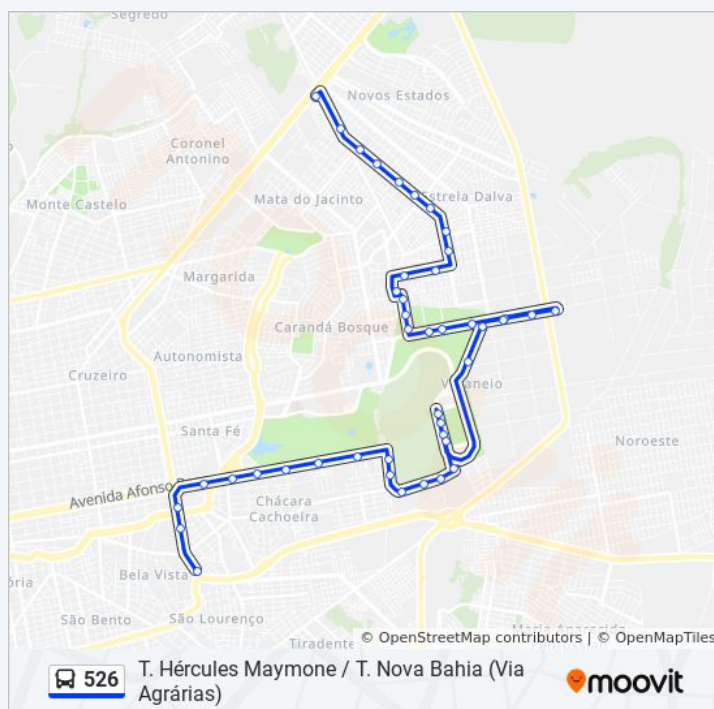 Segredo
Novos Estados
Coronel
Antonino
Mata do Jacinto
Estrela Dalva
Monte Castelo
Margarida
Carandá Bosque
Autonomista
Cruzeiro
Santa Fé
Noroeste
Avenida Afonso
Chácara
Cachoeira
Bela Vista
São Bento
São Lourenço
Tiradente
© OpenStreetMap contributors | © OpenMapTiles
526
T. Hércules Maymone / T. Nova Bahia (Via
Agrárias)
moovit